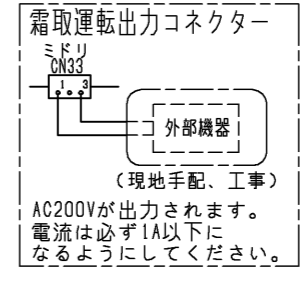 霜取運転出力コネクター
ミドリ
CN33
1 3
外部機器
(現地手配、工事)
AC200Vが出力されます。
電流は必ず1A以下に
なるようにしてください。